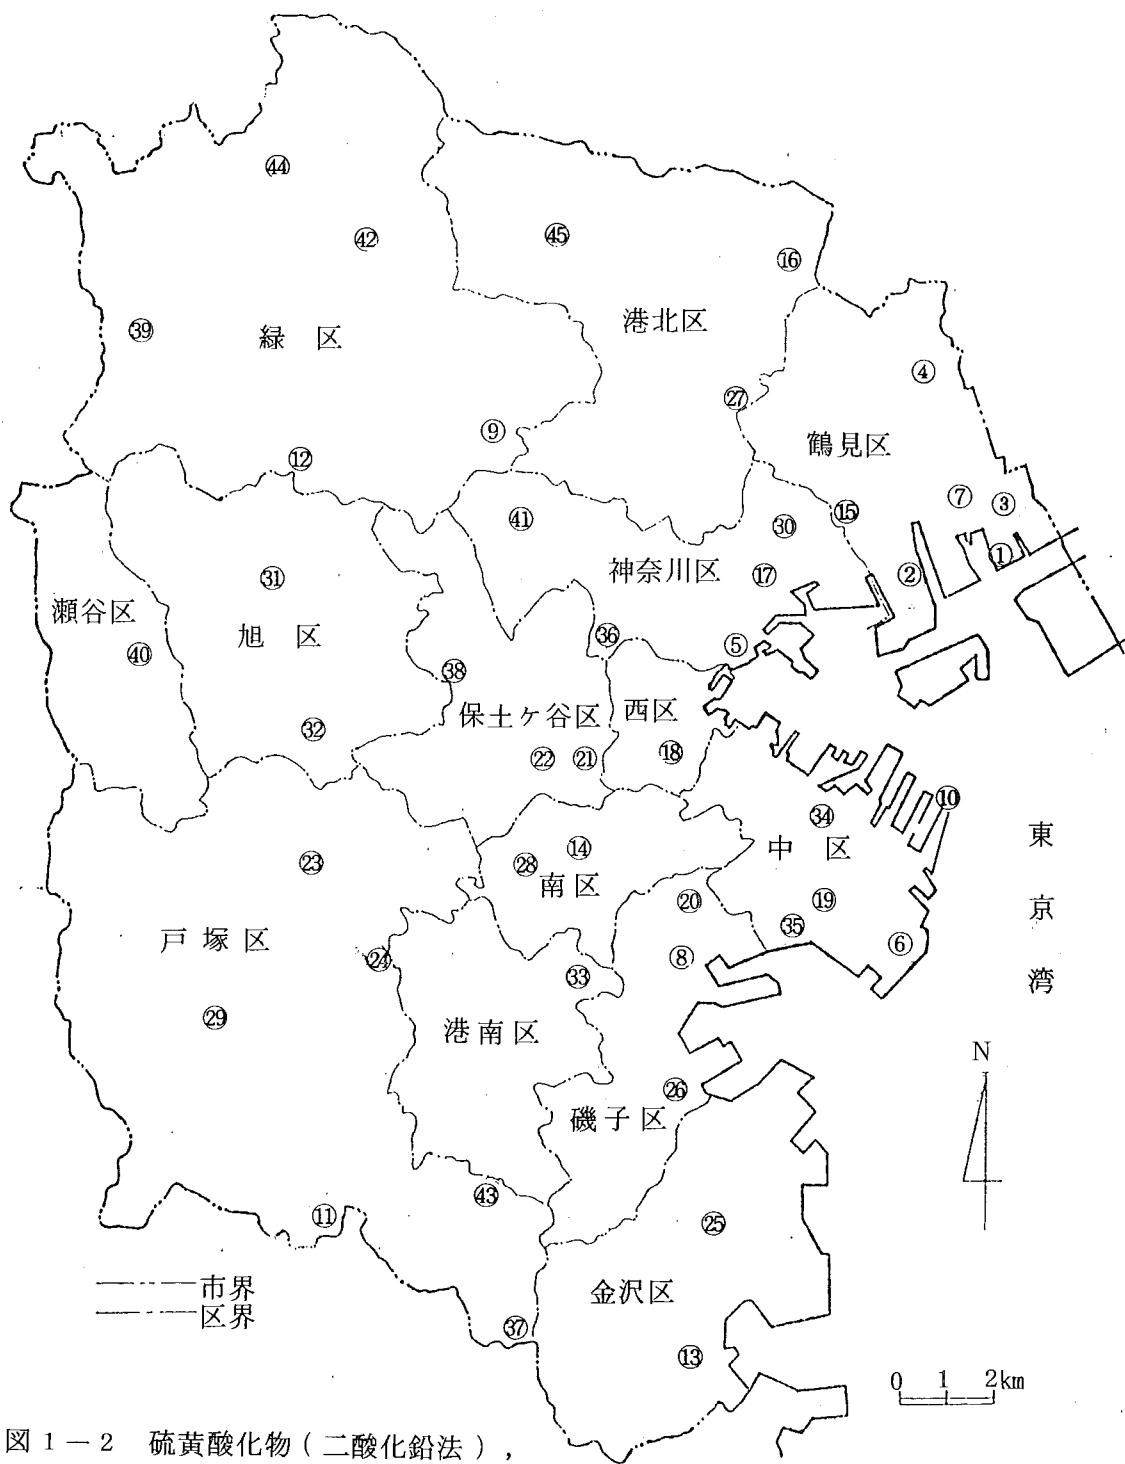 ㊹
㊷
㊺
⑯
㊴
緑 区
港北区
④
㉗
⑨
鶴見区
⑫
㊶
⑦
③
⑮
㉚
①
神奈川区
⑰
②
㉛
瀬谷区
旭 区
㊵
㊱
⑤
㊳
保土ヶ谷区
西区
㉜
㉒
㉑
⑱
⑩
㉞
中 区
東京湾
㉓
㉘
⑭
南区
⑳
⑲
㉟
⑥
戸塚区
㉔
㉝
⑧
㉙
港南区
N
㉖
磯子区
㊸
⑪
㉕
市界
区界
金沢区
㊲
⑬
0 1 2km
図 1 − 2 硫黄酸化物 ( 二酸化鉛法 ) ,